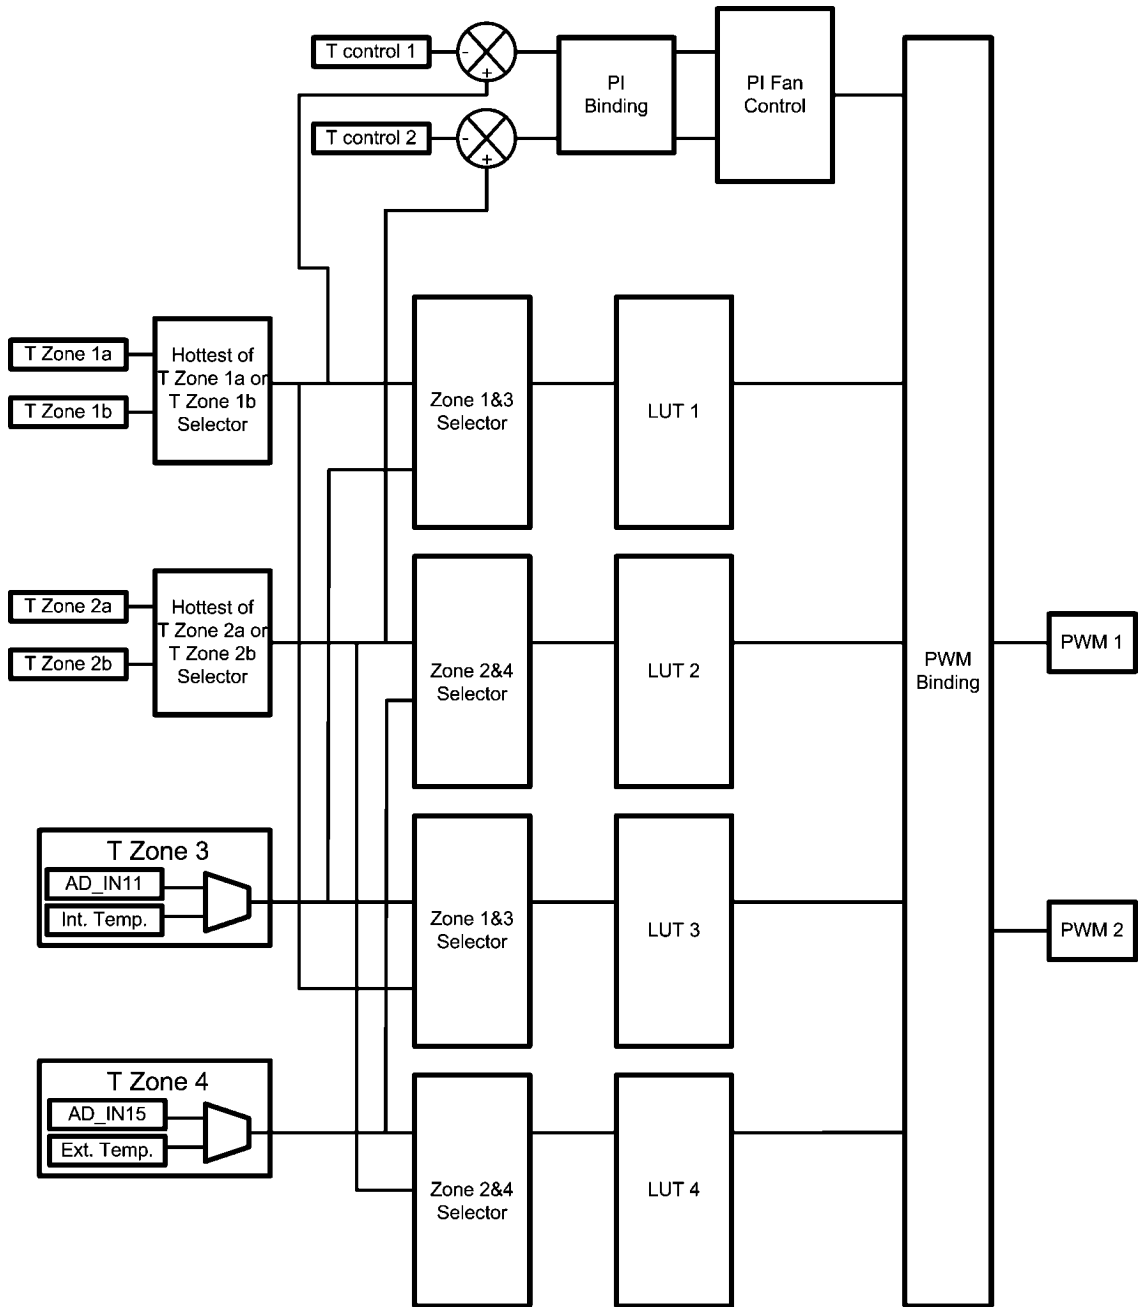 T control 1
-
+
T control 2
-
+
PI
Binding
PI Fan
Control
T Zone 1a
T Zone 1b
Hottest of
T Zone 1a or
T Zone 1b
Selector
Zone 1&3
Selector
LUT 1
T Zone 2a
T Zone 2b
Hottest of
T Zone 2a or
T Zone 2b
Selector
Zone 2&4
Selector
LUT 2
PWM
Binding
PWM 1
T Zone 3
AD_IN11
Int. Temp.
Zone 1&3
Selector
LUT 3
PWM 2
T Zone 4
AD_IN15
Ext. Temp.
Zone 2&4
Selector
LUT 4